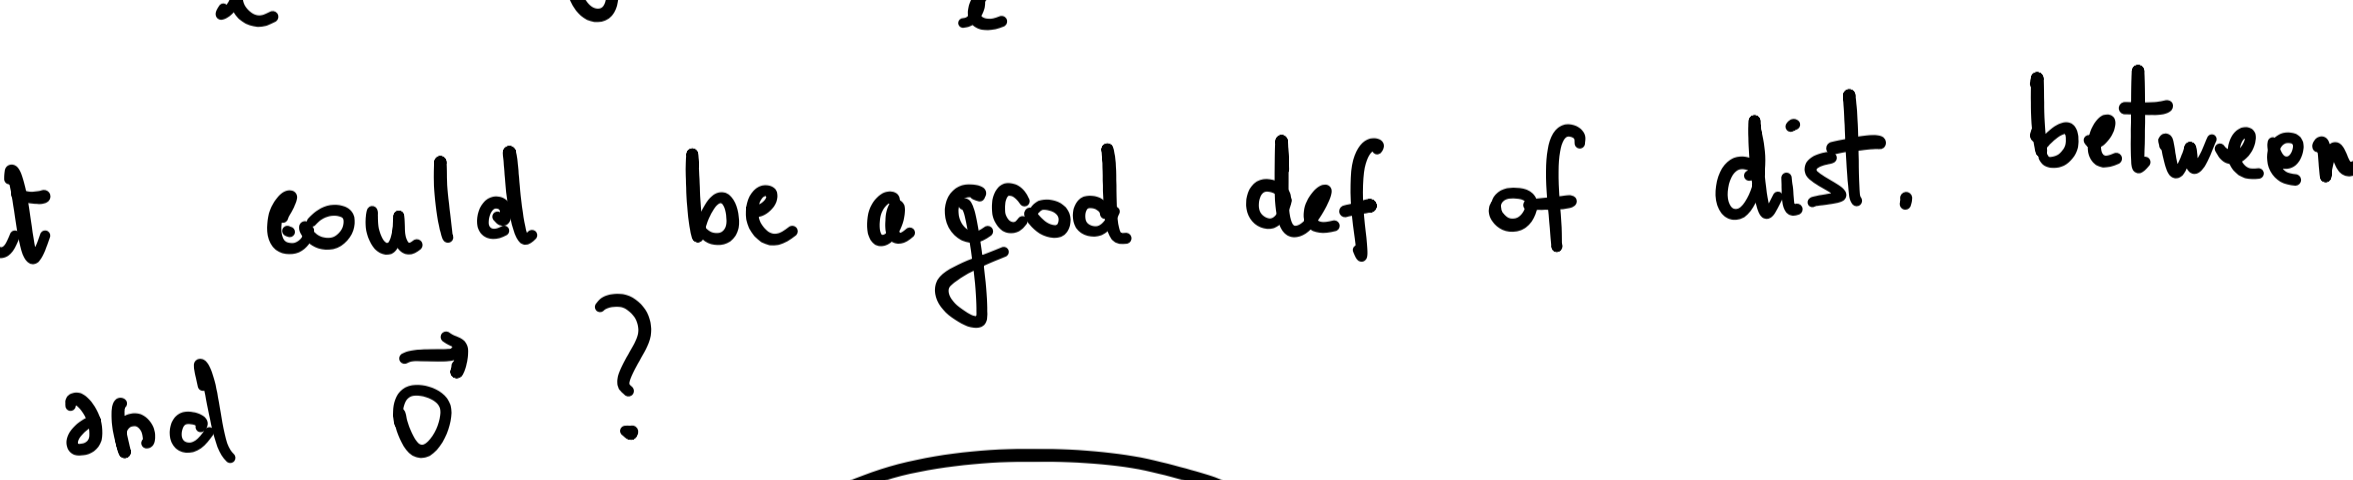 could be a good def of dist. between
and \vec{0} ?